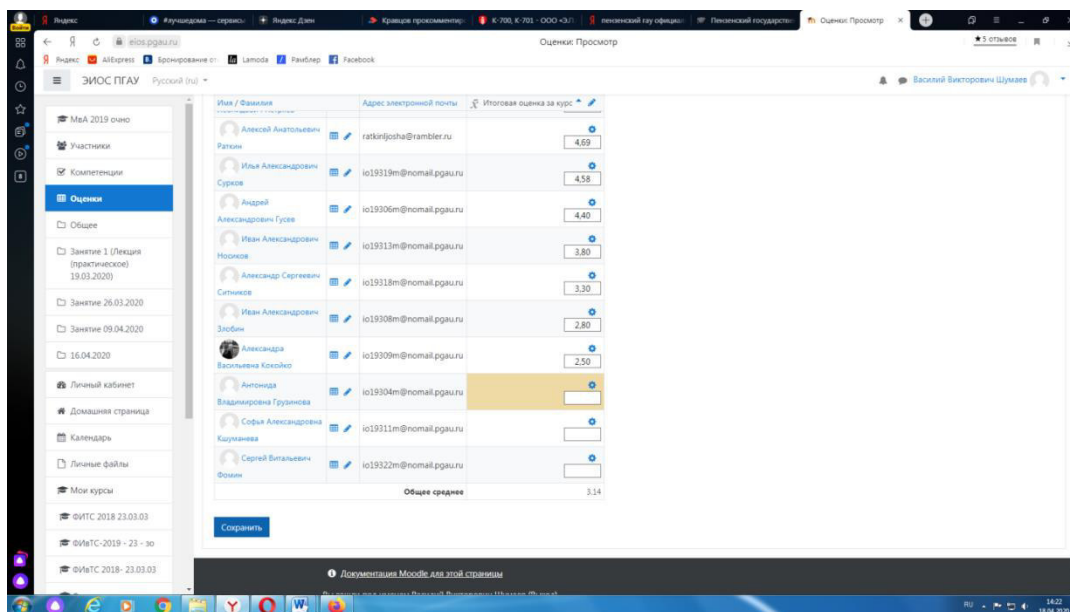 Яндекс
#лучшедома — сервисы
Яндекс Дзен
Кравцов прокомментир
К-700, К-701 - ООО «ЗЛ
пензенский гау официал
Пензенский государстве
Оценки: Просмотр
Войти
eios.pgau.ru
Оценки: Просмотр
★ 5 отзывов
Яндекс
AliExpress
Бронирование от
Lamoda
Рамблер
Facebook
ЭИОС ПГАУ Русский (ru)
Василий Викторович Шумаев
Имя / Фамилия
Адрес электронной почты
Итоговая оценка за курс
МвА 2019 очно
Участники
Компетенции
Оценки
Общее
Занятие 1 (Лекция
(практическое)
19.03.2020)
Занятие 26.03.2020
Занятие 09.04.2020
16.04.2020
Личный кабинет
Домашняя страница
Календарь
Личные файлы
Мои курсы
ФИТС 2018 23.03.03
ФИвТС-2019 - 23 - зо
ФИвТС 2018- 23.03.03
Алексей Анатольевич
Раткин
ratkinljosha@rambler.ru
4,69
Илья Александрович
Сурков
io19319m@nomail.pgau.ru
4,58
Андрей
Александрович Гусев
io19306m@nomail.pgau.ru
4,40
Иван Александрович
Ноолков
io19313m@nomail.pgau.ru
3,80
Александр Сергеевич
Ситников
io19318m@nomail.pgau.ru
3,30
Иван Александрович
Злобин
io19308m@nomail.pgau.ru
2,80
Александра
Васильевна Кокойко
io19309m@nomail.pgau.ru
2,50
Антонида
Владимировна Грузинова
io19304m@nomail.pgau.ru
Софья Александровна
Кшуманева
io19311m@nomail.pgau.ru
Сергей Витальевич
Фомин
io19322m@nomail.pgau.ru
Общее среднее
3,14
Сохранить
Документация Moodle для этой страницы
RU
14:22
18.04.2020